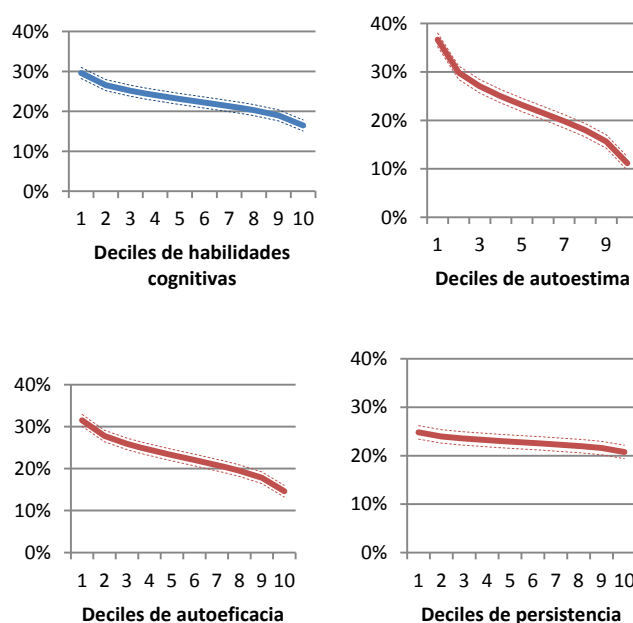 40%
30%
20%
10%
0%
1 2 3 4 5 6 7 8 9 10
Deciles de habilidades
cognitivas
40%
30%
20%
10%
0%
1 3 5 7 9
Deciles de autoestima
40%
30%
20%
10%
0%
1 2 3 4 5 6 7 8 9 10
Deciles de autoeficacia
40%
30%
20%
10%
0%
1 2 3 4 5 6 7 8 9 10
Deciles de persistencia